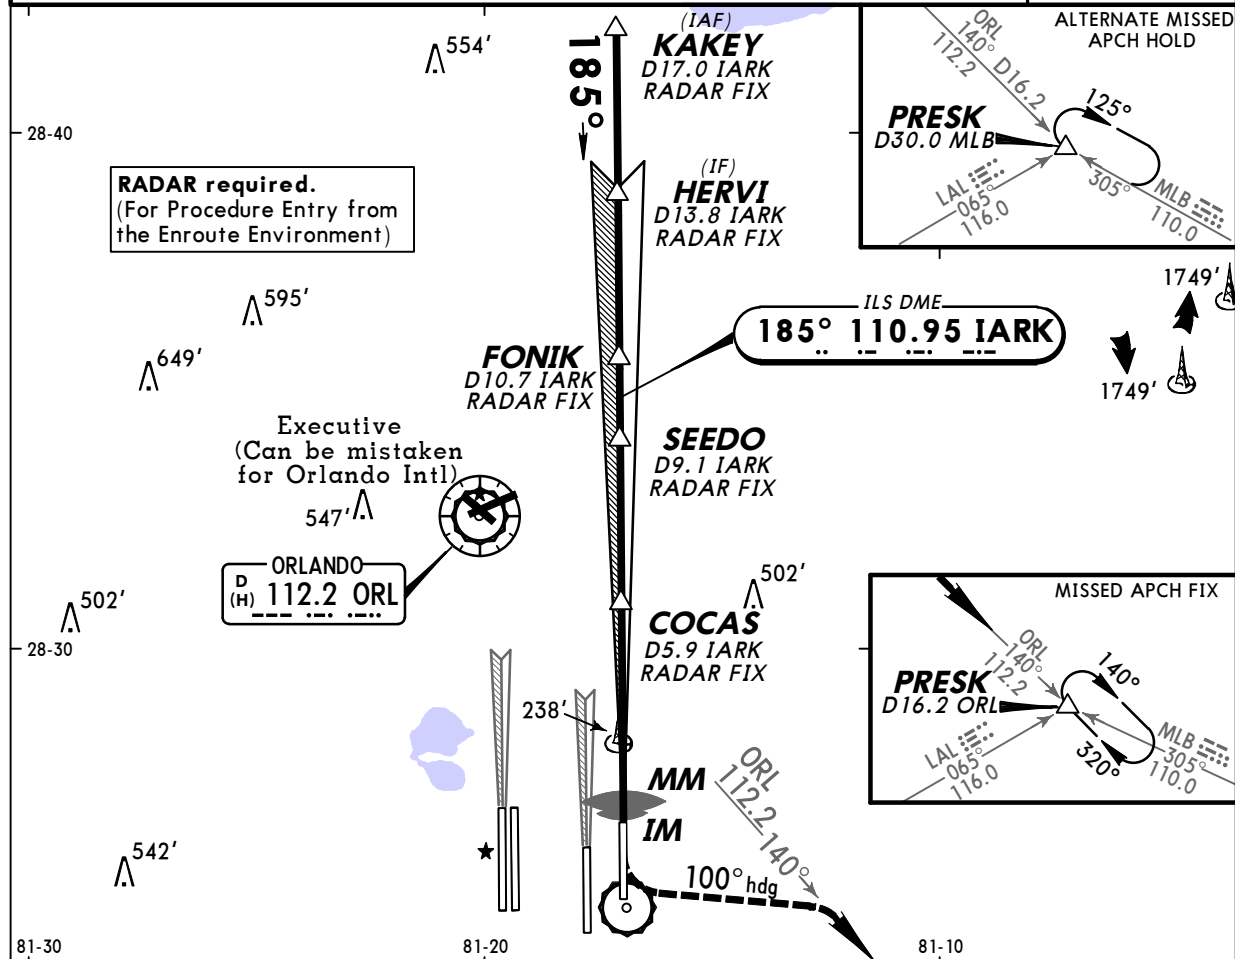 (IAF)
KAKEY
D17.0 IARK
RADAR FIX
185°
554'
28-40
RADAR required.
(For Procedure Entry from
the Enroute Environment)
(IF)
HERVI
D13.8 IARK
RADAR FIX
ALTERNATE MISSED
APCH HOLD
ORL
140° D16.2
112.2
125°
PRESK
D30.0 MLB
LAL
065°
116.0
305°
MLB
110.0
595'
649'
1749'
1749'
ILS DME
185° 110.95 IARK
FONIK
D10.7 IARK
RADAR FIX
Executive
(Can be mistaken
for Orlando Intl)
547'
SEEDO
D9.1 IARK
RADAR FIX
ORLANDO
D
(H) 112.2 ORL
502'
502'
COCAS
D5.9 IARK
RADAR FIX
28-30
238'
MM
IM
MISSED APCH FIX
ORL
140°
112.2
140°
PRESK
D16.2 ORL
LAL
065°
116.0
320°
MLB
305°
110.0
ORL
112.2 140°
542'
100° hdg
81-30
81-20
81-10